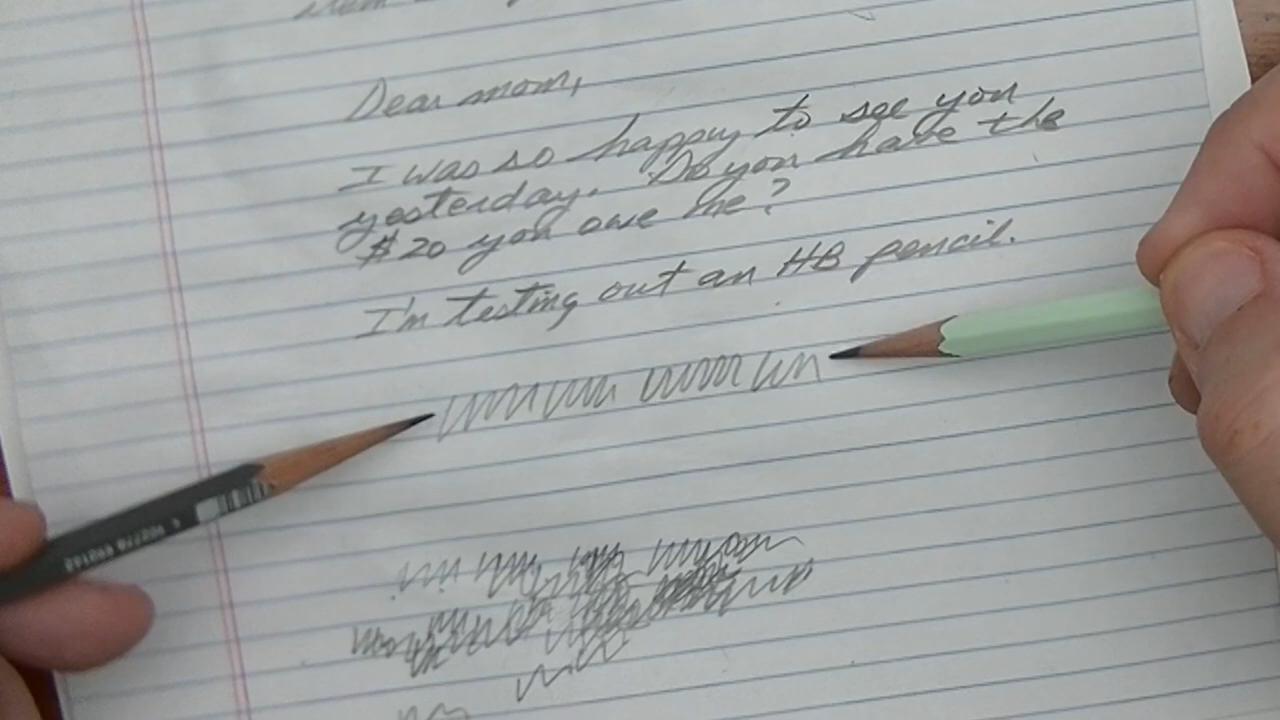 Dear mom,
I was so happy to see you
yesterday. Do you have the
$20 you owe me?
I'm testing out an HB pencil.